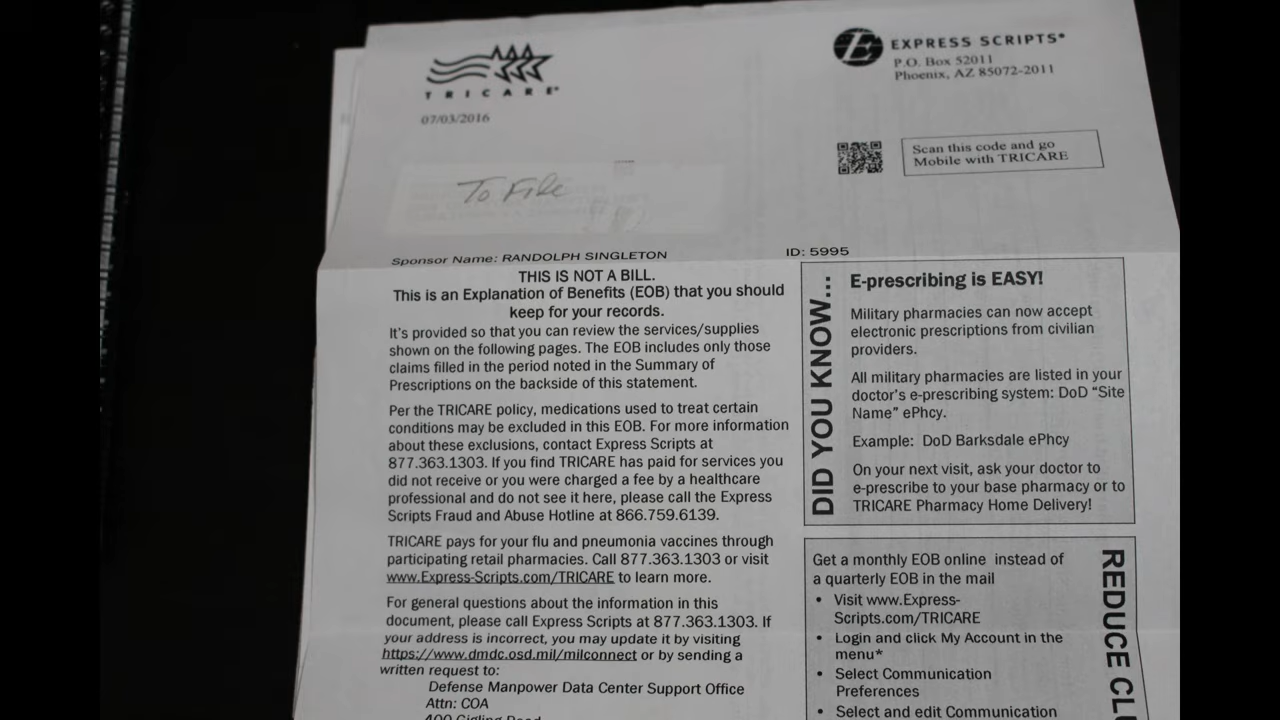 TRICARE
07/03/2016
EXPRESS SCRIPTS®
P.O. Box 52011
Phoenix, AZ 85072-2011
Scan this code and go
Mobile with TRICARE
To File
Sponsor Name: RANDOLPH SINGLETON
ID: 5995
THIS IS NOT A BILL.
This is an Explanation of Benefits (EOB) that you should
keep for your records.
It's provided so that you can review the services/supplies
shown on the following pages. The EOB includes only those
claims filled in the period noted in the Summary of
Prescriptions on the backside of this statement.
Per the TRICARE policy, medications used to treat certain
conditions may be excluded in this EOB. For more information
about these exclusions, contact Express Scripts at
877.363.1303. If you find TRICARE has paid for services you
did not receive or you were charged a fee by a healthcare
professional and do not see it here, please call the Express
Scripts Fraud and Abuse Hotline at 866.759.6139.
TRICARE pays for your flu and pneumonia vaccines through
participating retail pharmacies. Call 877.363.1303 or visit
www.Express-Scripts.com/TRICARE to learn more.
For general questions about the information in this
document, please call Express Scripts at 877.363.1303. If
your address is incorrect, you may update it by visiting
https://www.dmdc.osd.mil/milconnect or by sending a
written request to:
Defense Manpower Data Center Support Office
Attn: COA
400 Gigling Road
DID YOU KNOW...
E-prescribing is EASY!
Military pharmacies can now accept
electronic prescriptions from civilian
providers.
All military pharmacies are listed in your
doctor's e-prescribing system: DoD "Site
Name" ePhcy.
Example: DoD Barksdale ePhcy
On your next visit, ask your doctor to
e-prescribe to your base pharmacy or to
TRICARE Pharmacy Home Delivery!
Get a monthly EOB online instead of
a quarterly EOB in the mail
• Visit www.Express-
Scripts.com/TRICARE
• Login and click My Account in the
menu*
• Select Communication
Preferences
• Select and edit Communication
REDUCE CLU